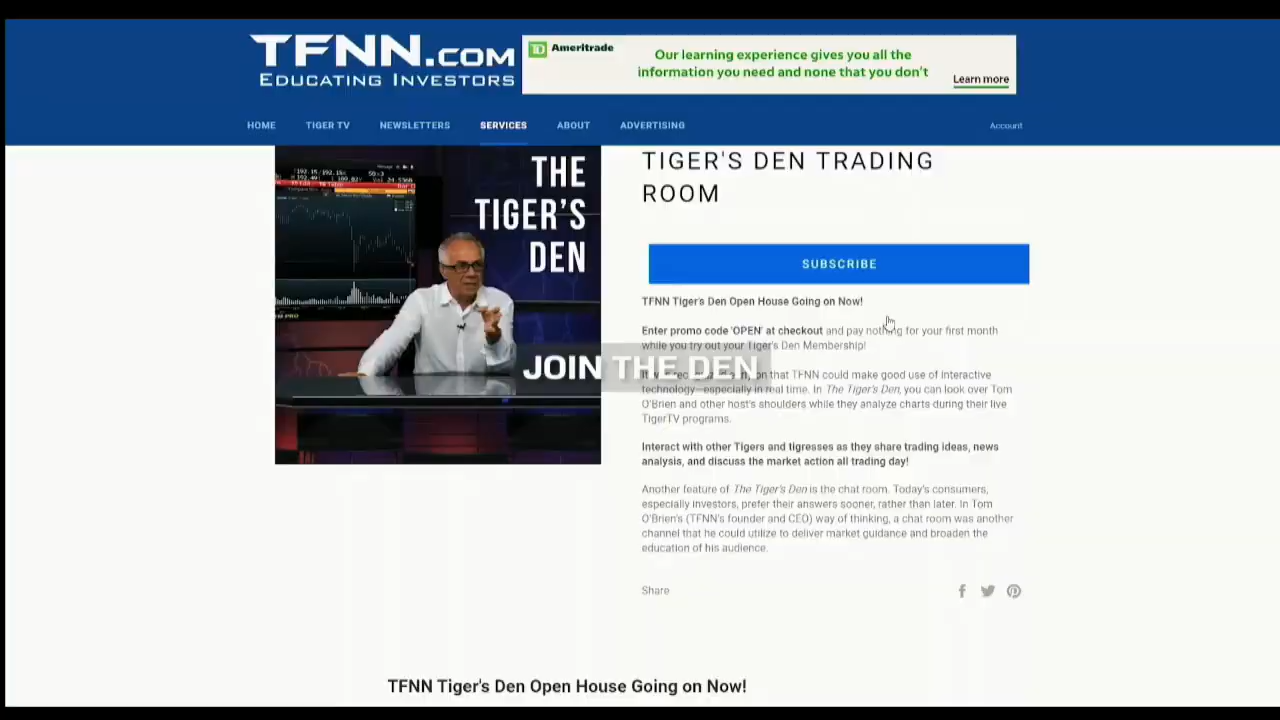 TFNN.COM
EDUCATING INVESTORS
TD Ameritrade
Our learning experience gives you all the
information you need and none that you don't
Learn more
HOME
TIGER TV
NEWSLETTERS
SERVICES
ABOUT
ADVERTISING
Account
THE
TIGER'S
DEN
TIGER'S DEN TRADING
ROOM
SUBSCRIBE
TFNN Tiger's Den Open House Going on Now!
Enter promo code 'OPEN' at checkout and pay nothing for your first month
while you try out your Tiger's Den Membership!
JOIN THE DEN
on that TFNN could make good use of interactive
technology—especially in real time. In The Tiger's Den, you can look over Tom
O'Brien and other host's shoulders while they analyze charts during their live
TigerTV programs.
Interact with other Tigers and tigresses as they share trading ideas, news
analysis, and discuss the market action all trading day!
Another feature of The Tiger's Den is the chat room. Today's consumers,
especially investors, prefer their answers sooner, rather than later. In Tom
O'Brien's (TFNN's founder and CEO) way of thinking, a chat room was another
channel that he could utilize to deliver market guidance and broaden the
education of his audience.
Share
TFNN Tiger's Den Open House Going on Now!